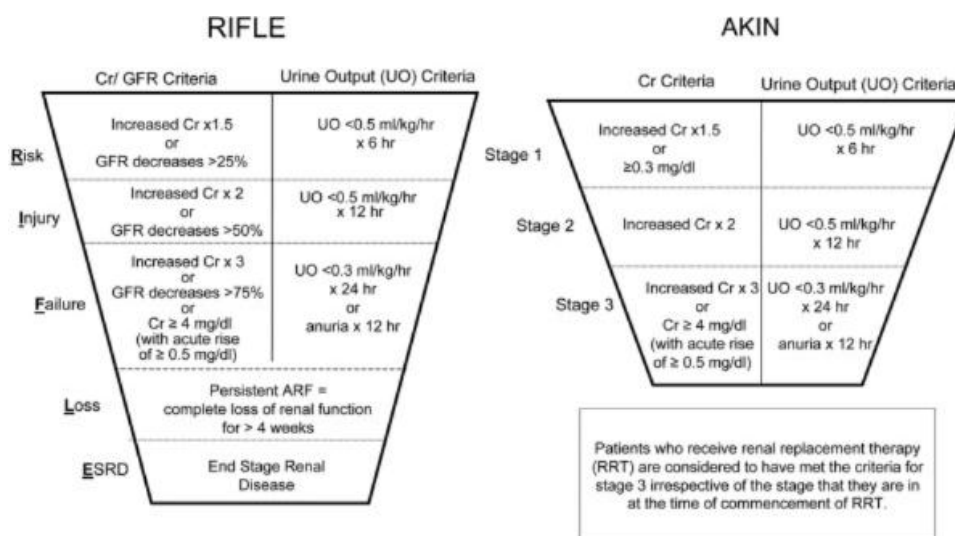 RIFLE
Cr/ GFR Criteria
Urine Output (UO) Criteria
Risk
Increased Cr x1.5
or
GFR decreases >25%
UO <0.5 ml/kg/hr
x 6 hr
Injury
Increased Cr x 2
or
GFR decreases >50%
UO <0.5 ml/kg/hr
x 12 hr
Failure
Increased Cr x 3
or
GFR decreases >75%
or
Cr ≥ 4 mg/dl
(with acute rise
of ≥ 0.5 mg/dl)
UO <0.3 ml/kg/hr
x 24 hr
or
anuria x 12 hr
Loss
Persistent ARF =
complete loss of renal function
for > 4 weeks
ESRD
End Stage Renal
Disease
AKIN
Cr Criteria
Urine Output (UO) Criteria
Stage 1
Increased Cr x1.5
or
≥0.3 mg/dl
UO <0.5 ml/kg/hr
x 6 hr
Stage 2
Increased Cr x 2
UO <0.5 ml/kg/hr
x 12 hr
Stage 3
Increased Cr x 3
or
Cr ≥ 4 mg/dl
(with acute rise
of ≥ 0.5 mg/dl)
UO <0.3 ml/kg/hr
x 24 hr
or
anuria x 12 hr
Patients who receive renal replacement therapy
(RRT) are considered to have met the criteria for
stage 3 irrespective of the stage that they are in
at the time of commencement of RRT.